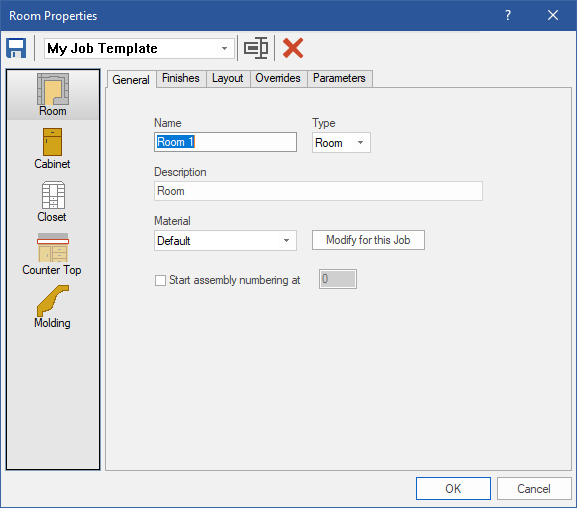 Room Properties
?
My Job Template
Room
Cabinet
Closet
Counter Top
Molding
General Finishes Layout Overrides Parameters
Name Type
Room 1 Room
Description
Room
Material
Default Modify for this Job
Start assembly numbering at 0
OK Cancel